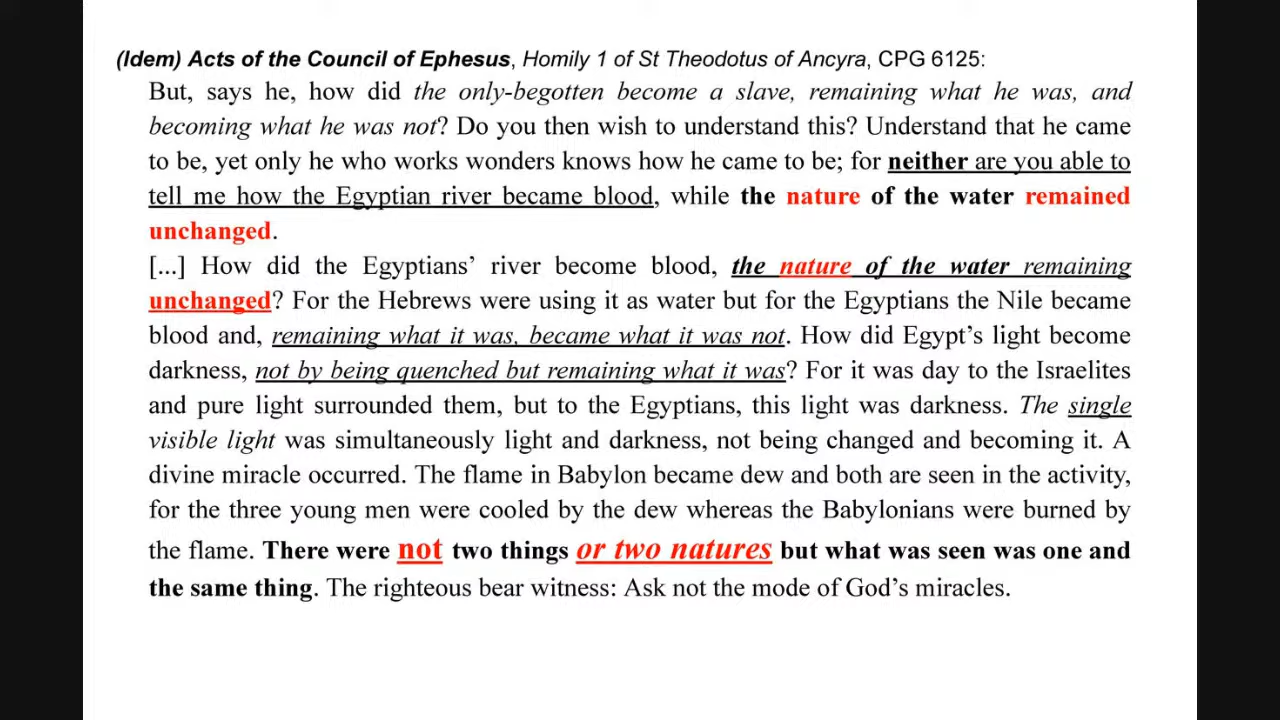 (Idem) Acts of the Council of Ephesus, Homily 1 of St Theodotus of Ancyra, CPG 6125:
But, says he, how did the only-begotten become a slave, remaining what he was, and
becoming what he was not? Do you then wish to understand this? Understand that he came
to be, yet only he who works wonders knows how he came to be; for neither are you able to
tell me how the Egyptian river became blood, while the nature of the water remained
unchanged.
[...] How did the Egyptians’ river become blood, the nature of the water remaining
unchanged? For the Hebrews were using it as water but for the Egyptians the Nile became
blood and, remaining what it was, became what it was not. How did Egypt’s light become
darkness, not by being quenched but remaining what it was? For it was day to the Israelites
and pure light surrounded them, but to the Egyptians, this light was darkness. The single
visible light was simultaneously light and darkness, not being changed and becoming it. A
divine miracle occurred. The flame in Babylon became dew and both are seen in the activity,
for the three young men were cooled by the dew whereas the Babylonians were burned by
the flame. There were not two things or two natures but what was seen was one and
the same thing. The righteous bear witness: Ask not the mode of God’s miracles.